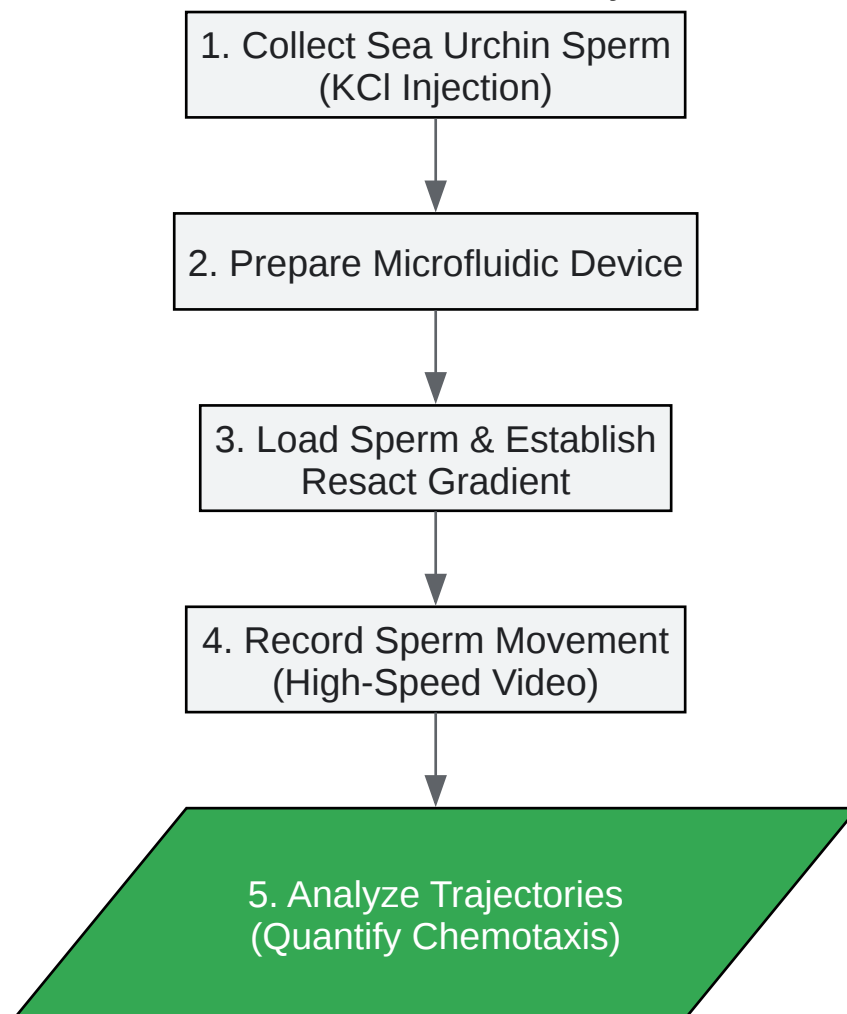 1. Collect Sea Urchin Sperm
(KCl Injection)
2. Prepare Microfluidic Device
3. Load Sperm & Establish
Resact Gradient
4. Record Sperm Movement
(High-Speed Video)
5. Analyze Trajectories
(Quantify Chemotaxis)